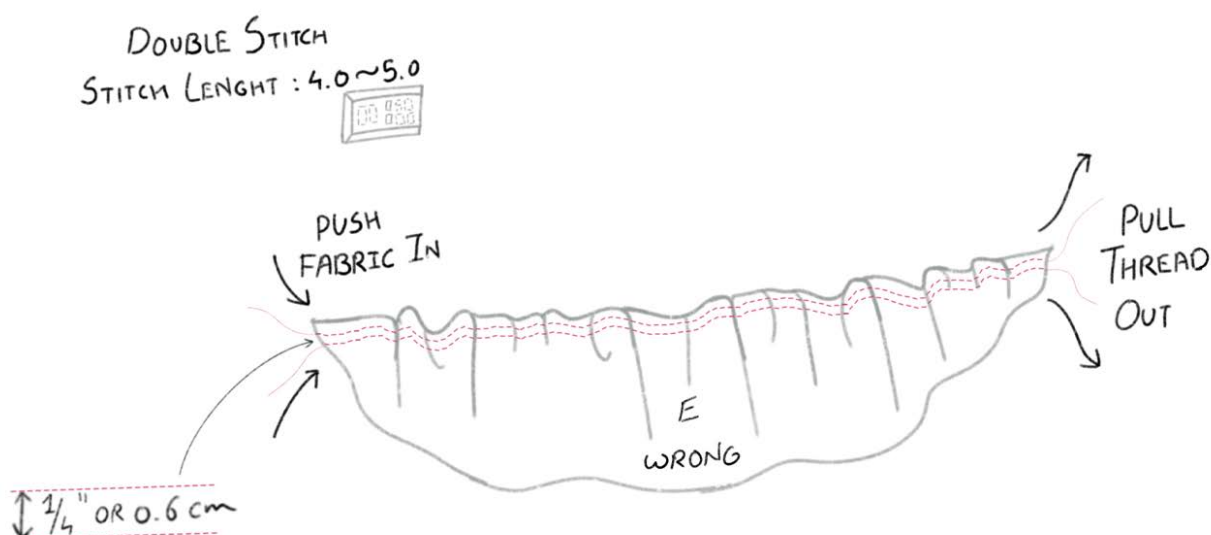 DOUBLE STITCH
STITCH LENGHT : 4.0~5.0
PUSH
FABRIC IN
PULL
THREAD
OUT
E
WRONG
1/4" OR 0.6 cm